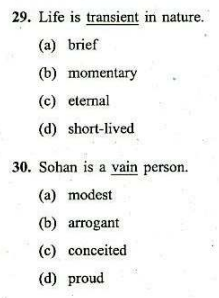 29. Life is transient in nature.
(a) brief
(b) momentary
(c) eternal
(d) short-lived
30. Sohan is a vain person.
(a) modest
(b) arrogant
(c) conceited
(d) proud